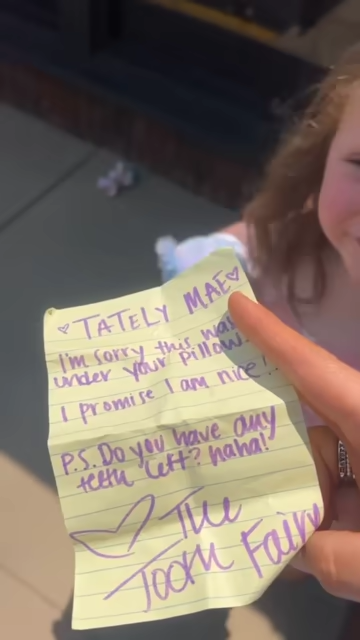 ♡ TATELY MAE ♡
I'm sorry this was
under your pillow.
I promise I am nice!..
P.S. Do you have any
teeth left? haha!
♡ The
Tooth Fairy